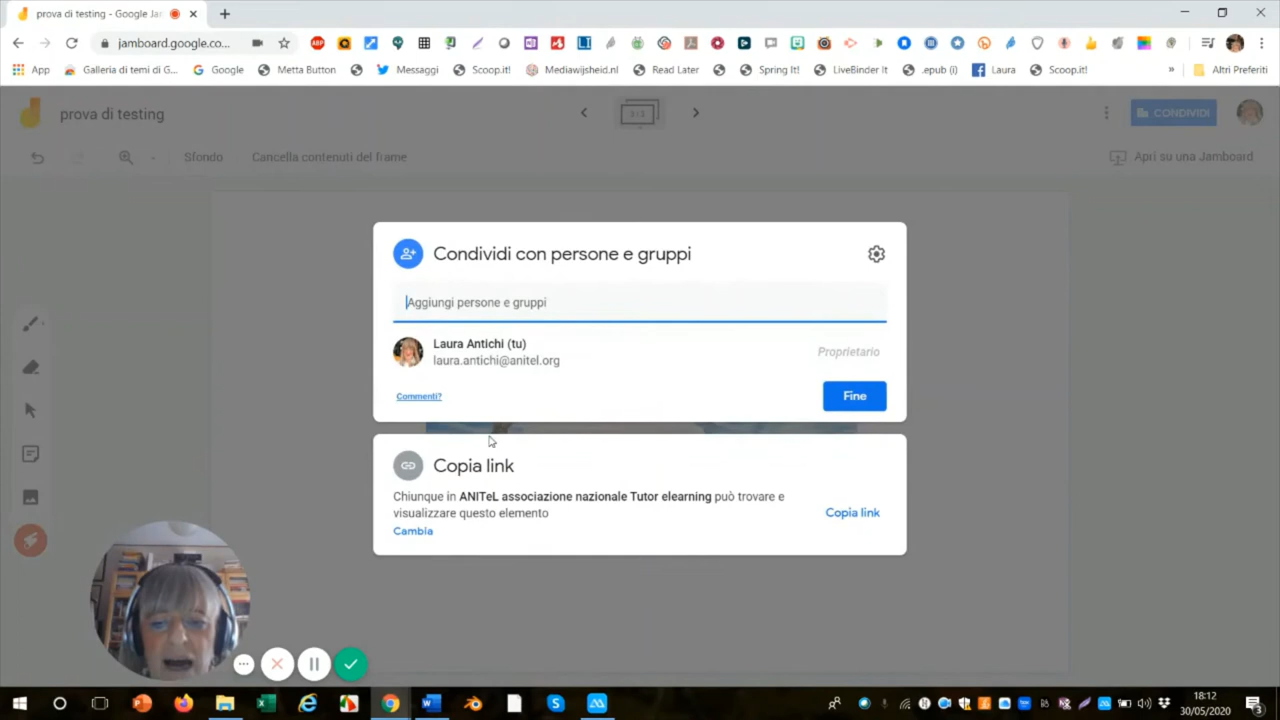 prova di testing - Google Jar
jamboard.google.co...
App
Galleria di temi di G...
Google
Metta Button
Messaggi
Scoop.it!
Mediawijsheid.nl
Read Later
Spring It!
LiveBinder It
.epub (i)
Laura
Scoop.it!
»
Altri Preferiti
prova di testing
CONDIVIDI
Sfondo
Cancella contenuti del frame
Apri su una Jamboard
Condividi con persone e gruppi
Aggiungi persone e gruppi
Laura Antichi (tu)
laura.antichi@anitel.org
Proprietario
Commenti?
Fine
Copia link
Chiunque in ANITeL associazione nazionale Tutor elearning può trovare e
visualizzare questo elemento
Copia link
Cambia
18:12
30/05/2020